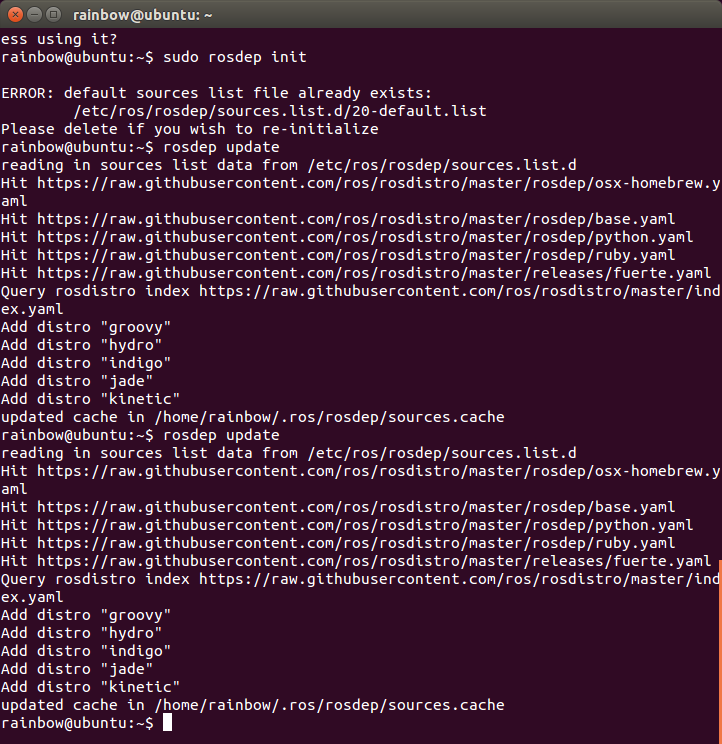 rainbow@ubuntu: ~
ess using it?
rainbow@ubuntu:~$ sudo rosdep init
ERROR: default sources list file already exists:
        /etc/ros/rosdep/sources.list.d/20-default.list
Please delete if you wish to re-initialize
rainbow@ubuntu:~$ rosdep update
reading in sources list data from /etc/ros/rosdep/sources.list.d
Hit https://raw.githubusercontent.com/ros/rosdistro/master/rosdep/osx-homebrew.y
aml
Hit https://raw.githubusercontent.com/ros/rosdistro/master/rosdep/base.yaml
Hit https://raw.githubusercontent.com/ros/rosdistro/master/rosdep/python.yaml
Hit https://raw.githubusercontent.com/ros/rosdistro/master/rosdep/ruby.yaml
Hit https://raw.githubusercontent.com/ros/rosdistro/master/releases/fuerte.yaml
Query rosdistro index https://raw.githubusercontent.com/ros/rosdistro/master/ind
ex.yaml
Add distro "groovy"
Add distro "hydro"
Add distro "indigo"
Add distro "jade"
Add distro "kinetic"
updated cache in /home/rainbow/.ros/rosdep/sources.cache
rainbow@ubuntu:~$ rosdep update
reading in sources list data from /etc/ros/rosdep/sources.list.d
Hit https://raw.githubusercontent.com/ros/rosdistro/master/rosdep/osx-homebrew.y
aml
Hit https://raw.githubusercontent.com/ros/rosdistro/master/rosdep/base.yaml
Hit https://raw.githubusercontent.com/ros/rosdistro/master/rosdep/python.yaml
Hit https://raw.githubusercontent.com/ros/rosdistro/master/rosdep/ruby.yaml
Hit https://raw.githubusercontent.com/ros/rosdistro/master/releases/fuerte.yaml
Query rosdistro index https://raw.githubusercontent.com/ros/rosdistro/master/ind
ex.yaml
Add distro "groovy"
Add distro "hydro"
Add distro "indigo"
Add distro "jade"
Add distro "kinetic"
updated cache in /home/rainbow/.ros/rosdep/sources.cache
rainbow@ubuntu:~$